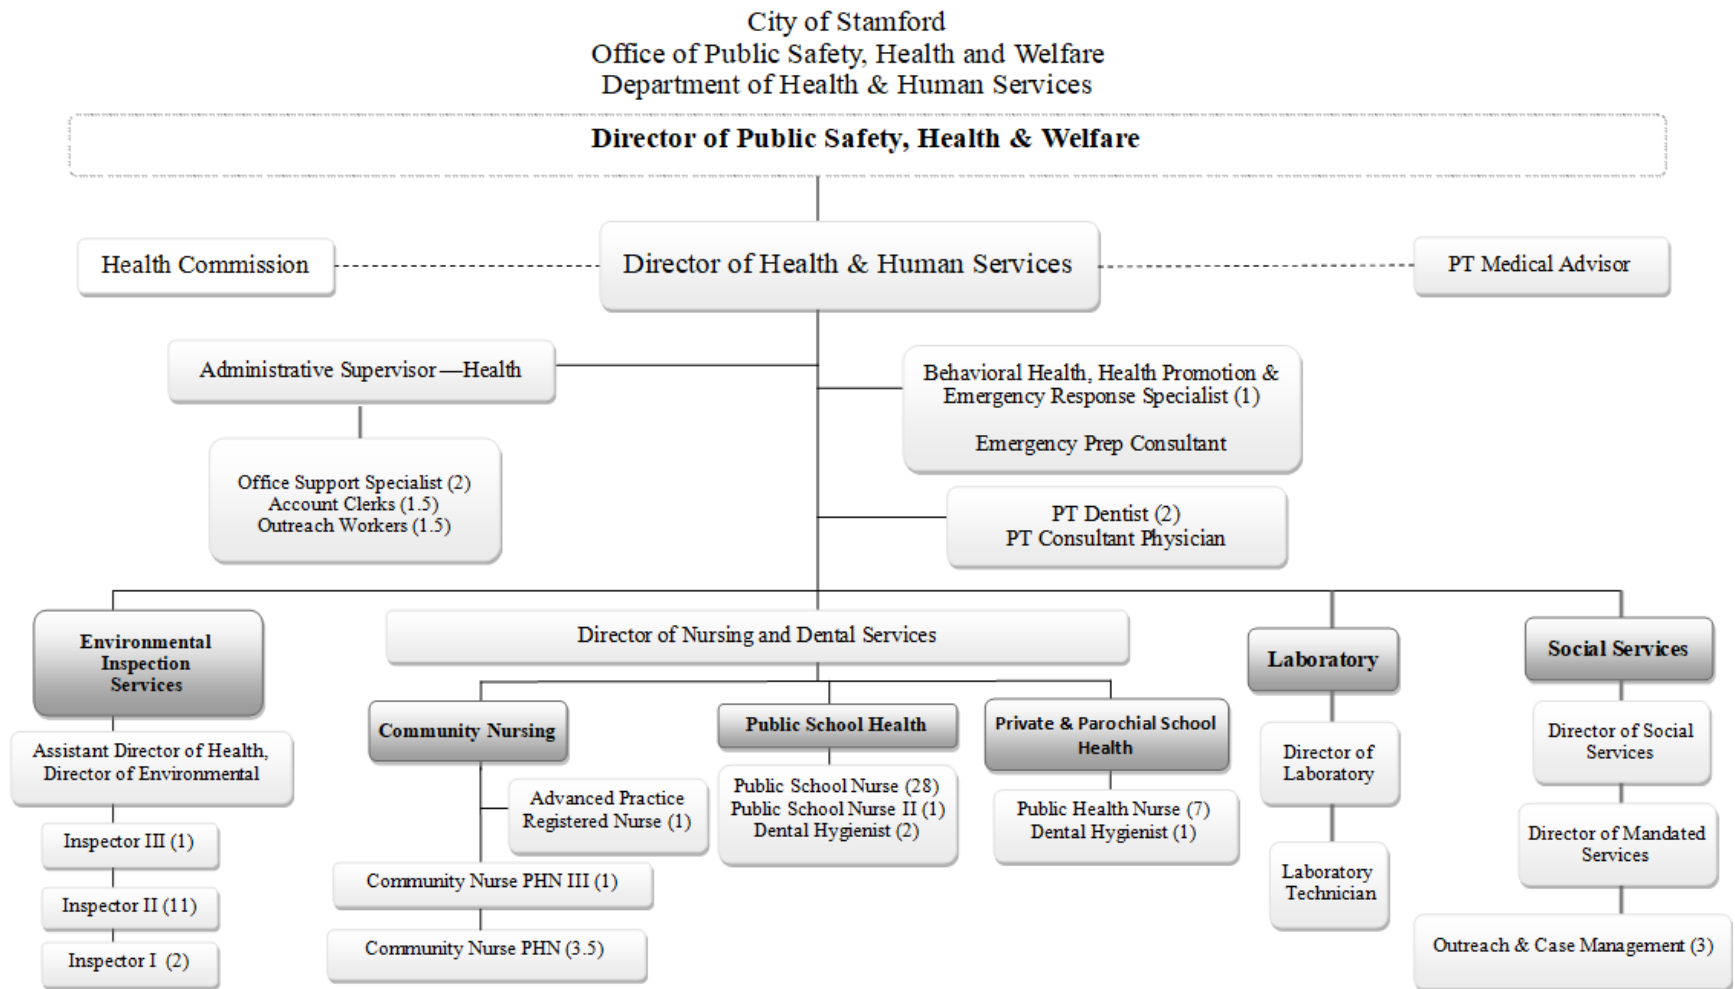 City of Stamford
Office of Public Safety, Health and Welfare
Department of Health & Human Services
Director of Public Safety, Health & Welfare
Health Commission
Director of Health & Human Services
PT Medical Advisor
Administrative Supervisor—Health
Behavioral Health, Health Promotion &
Emergency Response Specialist (1)
Emergency Prep Consultant
Office Support Specialist (2)
Account Clerks (1.5)
Outreach Workers (1.5)
PT Dentist (2)
PT Consultant Physician
Environmental
Inspection
Services
Assistant Director of Health,
Director of Environmental
Inspector III (1)
Inspector II (11)
Inspector I (2)
Director of Nursing and Dental Services
Community Nursing
Advanced Practice
Registered Nurse (1)
Community Nurse PHN III (1)
Community Nurse PHN (3.5)
Public School Health
Public School Nurse (28)
Public School Nurse II (1)
Dental Hygienist (2)
Private & Parochial School
Health
Public Health Nurse (7)
Dental Hygienist (1)
Laboratory
Director of
Laboratory
Laboratory
Technician
Social Services
Director of Social
Services
Director of Mandated
Services
Outreach & Case Management (3)